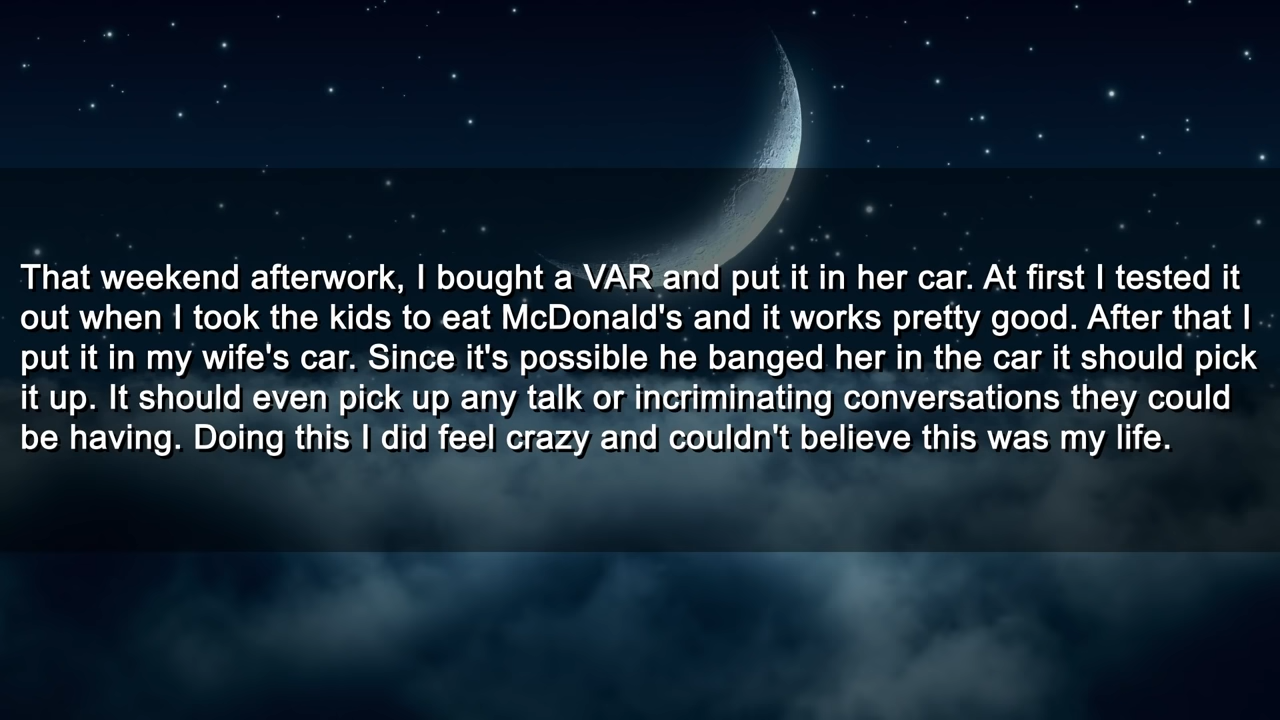 That weekend afterwork, I bought a VAR and put it in her car. At first I tested it
out when I took the kids to eat McDonald's and it works pretty good. After that I
put it in my wife's car. Since it's possible he banged her in the car it should pick
it up. It should even pick up any talk or incriminating conversations they could
be having. Doing this I did feel crazy and couldn't believe this was my life.